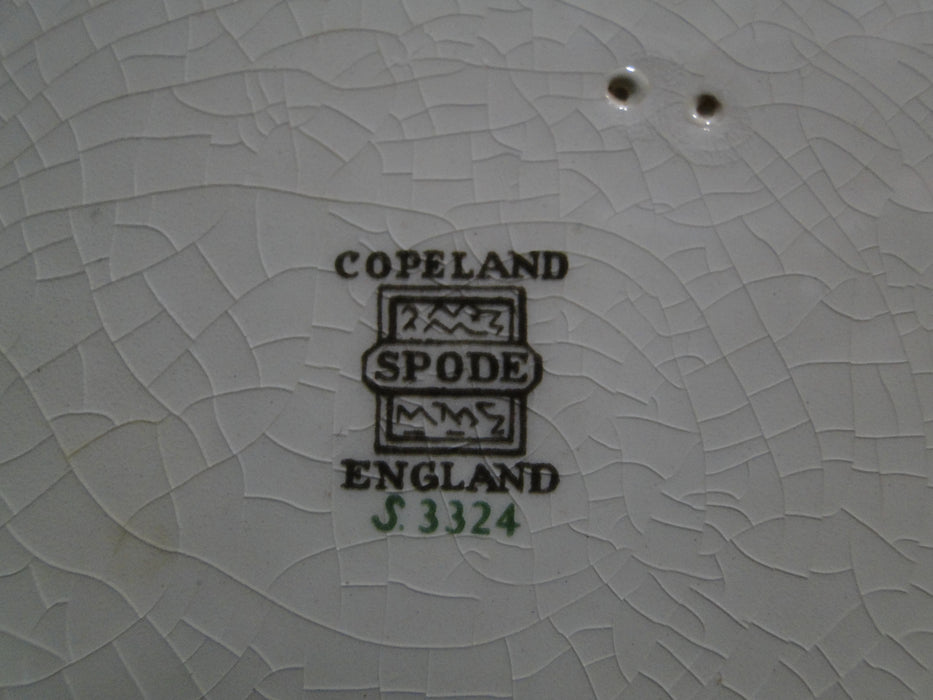 COPELAND
SPODE
ENGLAND
S. 3324